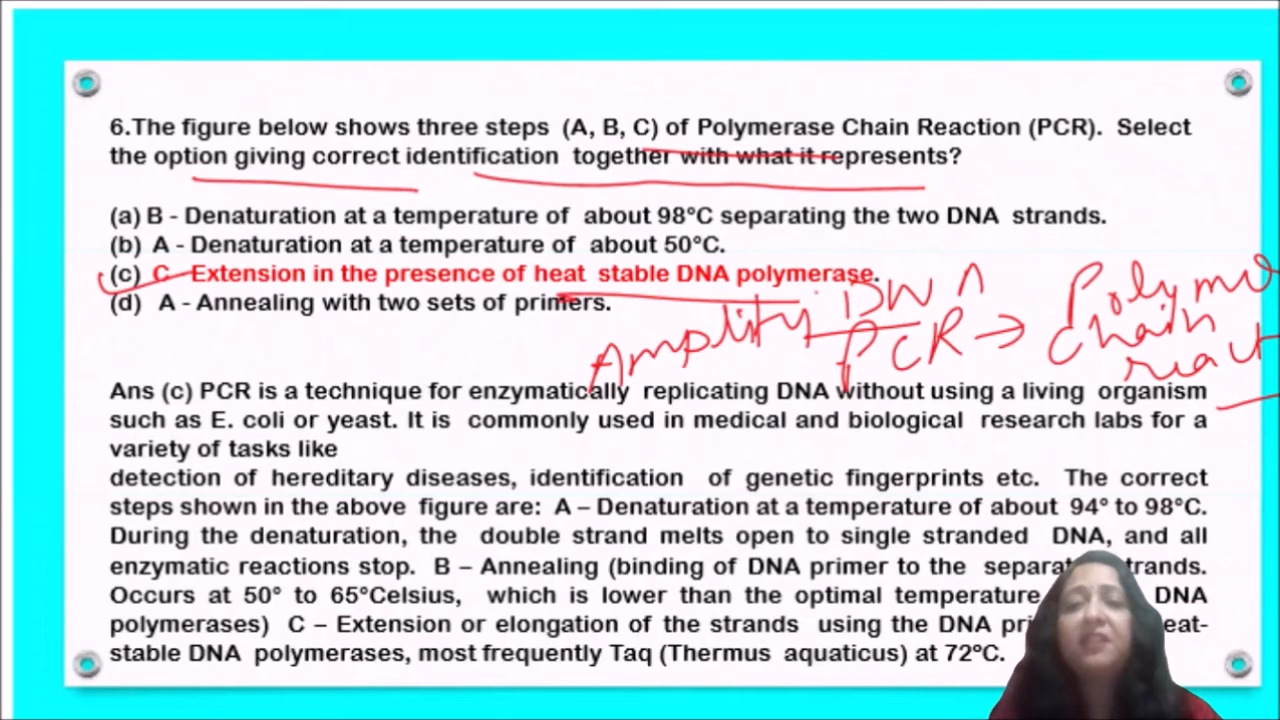 6.The figure below shows three steps (A, B, C) of Polymerase Chain Reaction (PCR). Select
the option giving correct identification together with what it represents?
(a) B - Denaturation at a temperature of about 98°C separating the two DNA strands.
(b) A - Denaturation at a temperature of about 50°C.
(c) C - Extension in the presence of heat stable DNA polymerase.
(d) A - Annealing with two sets of primers.
Amplify DNA
PCR → 
Chain
Ans (c) PCR is a technique for enzymatically replicating DNA without using a living organism
such as E. coli or yeast. It is commonly used in medical and biological research labs for a
variety of tasks like
detection of hereditary diseases, identification of genetic fingerprints etc. The correct
steps shown in the above figure are: A – Denaturation at a temperature of about 94º to 98°C.
During the denaturation, the double strand melts open to single stranded DNA, and all
enzymatic reactions stop. B – Annealing (binding of DNA primer to the strands.
Occurs at 50° to 65°Celsius, which is lower than the optimal temperature DNA
polymerases) C – Extension or elongation of the strands using the DNA
stable DNA polymerases, most frequently Taq (Thermus aquaticus) at 72ºC.